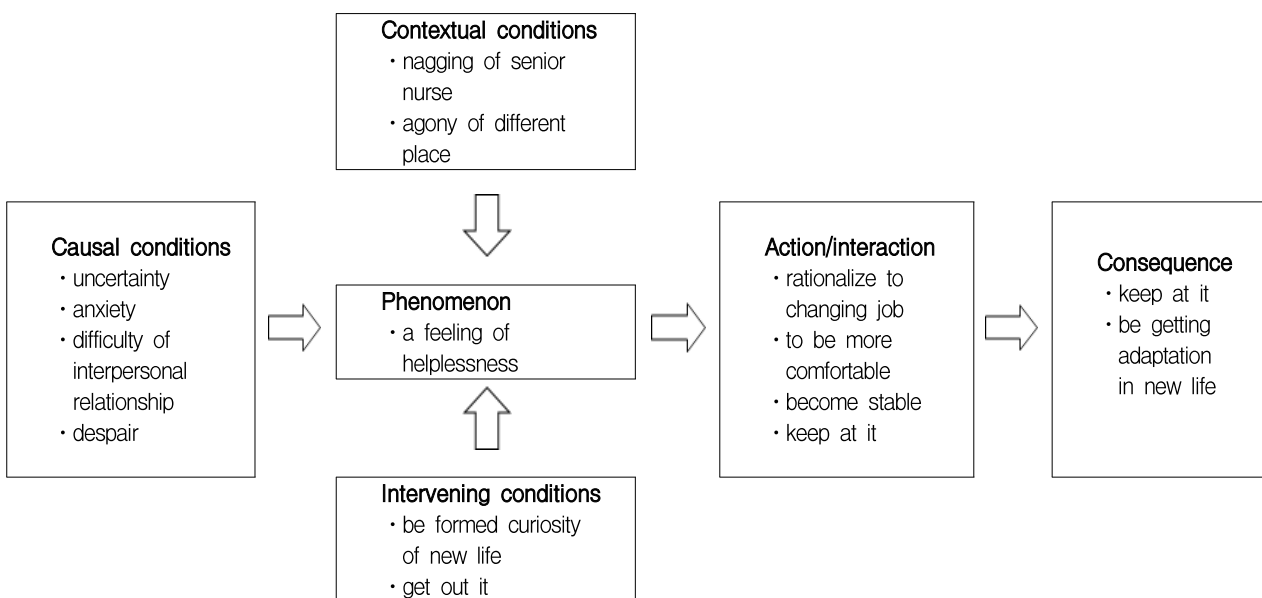 Contextual conditions
・nagging of senior
nurse
・agony of different
place
Causal conditions
・uncertainty
・anxiety
・difficulty of
interpersonal
relationship
・despair
Phenomenon
・a feeling of
helplessness
Action/interaction
・rationalize to
changing job
・to be more
comfortable
・become stable
・keep at it
Consequence
・keep at it
・be getting
adaptation
in new life
Intervening conditions
・be formed curiosity
of new life
・get out it